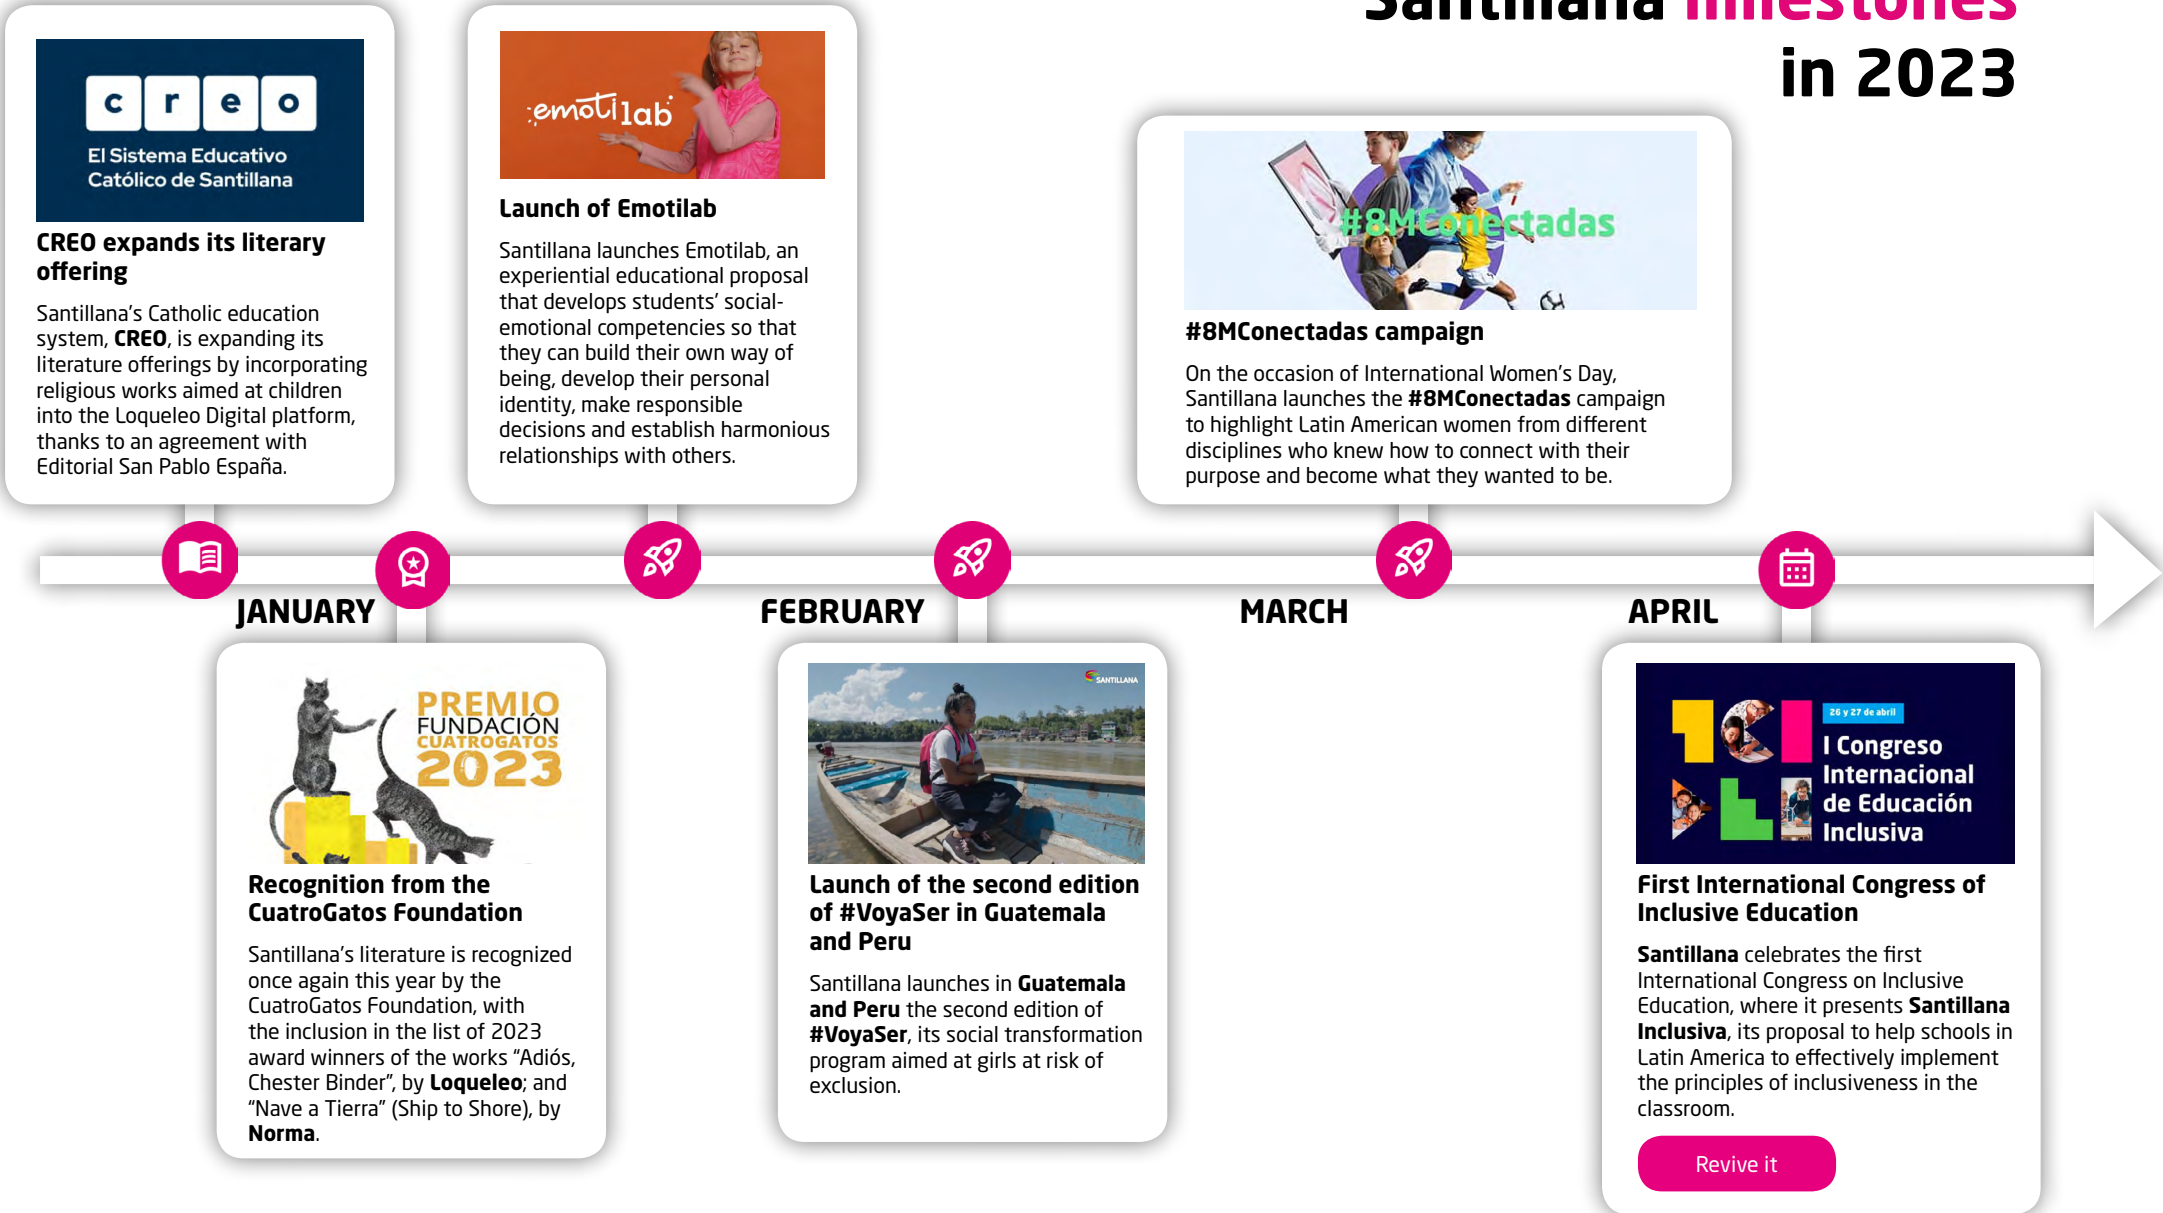 Santillana milestones
in 2023
creo
El Sistema Educativo
Católico de Santillana
CREO expands its literary
offering
Santillana's Catholic education
system, CREO, is expanding its
literature offerings by incorporating
religious works aimed at children
into the Loqueleo Digital platform,
thanks to an agreement with
Editorial San Pablo España.
emotilab
Launch of Emotilab
Santillana launches Emotilab, an
experiential educational proposal
that develops students' social-
emotional competencies so that
they can build their own way of
being, develop their personal
identity, make responsible
decisions and establish harmonious
relationships with others.
#8MConectadas
#8MConectadas campaign
On the occasion of International Women's Day,
Santillana launches the #8MConectadas campaign
to highlight Latin American women from different
disciplines who knew how to connect with their
purpose and become what they wanted to be.
JANUARY
FEBRUARY
MARCH
APRIL
PREMIO
FUNDACIÓN
CUATROGATOS
2023
Recognition from the
CuatroGatos Foundation
Santillana's literature is recognized
once again this year by the
CuatroGatos Foundation, with
the inclusion in the list of 2023
award winners of the works "Adiós,
Chester Binder", by Loqueleo; and
"Nave a Tierra" (Ship to Shore), by
Norma.
SANTILLANA
Launch of the second edition
of #VoyaSer in Guatemala
and Peru
Santillana launches in Guatemala
and Peru the second edition of
#VoyaSer, its social transformation
program aimed at girls at risk of
exclusion.
26 y 27 de abril
I Congreso
Internacional
de Educación
Inclusiva
First International Congress of
Inclusive Education
Santillana celebrates the first
International Congress on Inclusive
Education, where it presents Santillana
Inclusiva, its proposal to help schools in
Latin America to effectively implement
the principles of inclusiveness in the
classroom.
Revive it